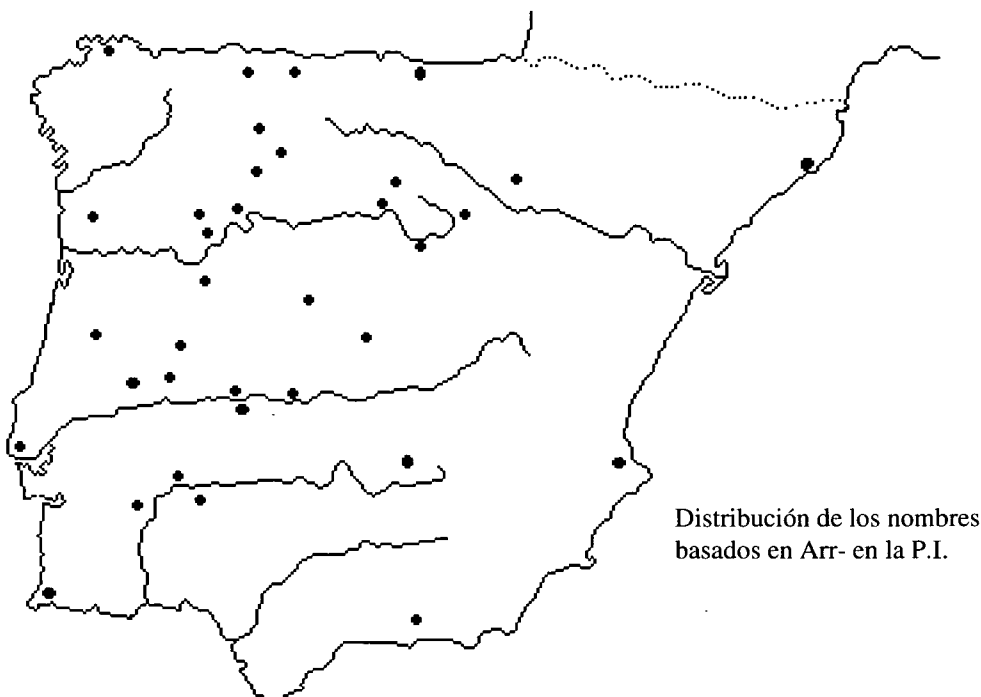 Distribución de los nombres
basados en Arr- en la P.I.